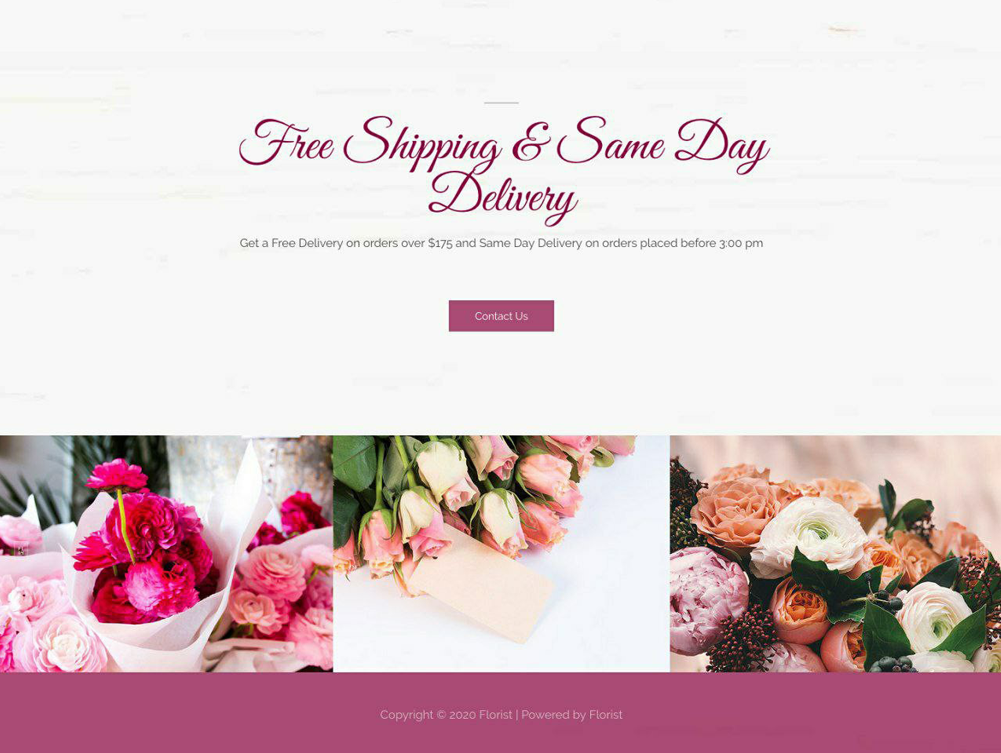 Free Shipping & Same Day
Delivery
Get a Free Delivery on orders over $175 and Same Day Delivery on orders placed before 3:00 pm
Contact Us
Copyright © 2020 Florist | Powered by Florist